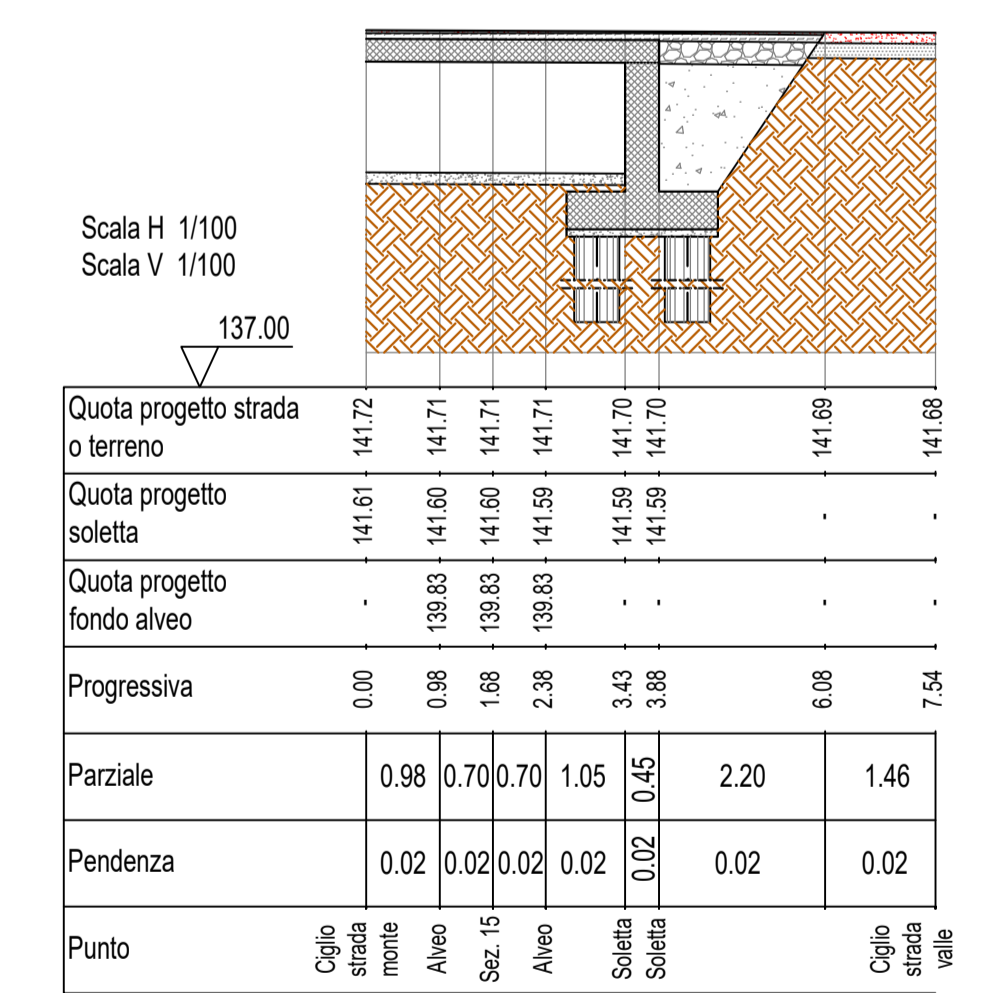 Scala H 1/100
Scala V 1/100
137.00
Quota progetto strada
o terreno
141.72 141.71 141.71 141.71 141.70 141.70 141.69 141.68
Quota progetto
soletta
141.61 141.60 141.60 141.59 141.59 141.59 - -
Quota progetto
fondo alveo
- 139.83 139.83 139.83 - - - -
Progressiva
0.00 0.98 1.68 2.38 3.43 3.88 6.08 7.54
Parziale
0.98 0.70 0.70 1.05 0.45 2.20 1.46
Pendenza
0.02 0.02 0.02 0.02 0.02 0.02 0.02
Punto
Ciglio
strada
monte
Alveo
Sez. 15
Alveo
Soletta
Soletta
Ciglio
strada
valle